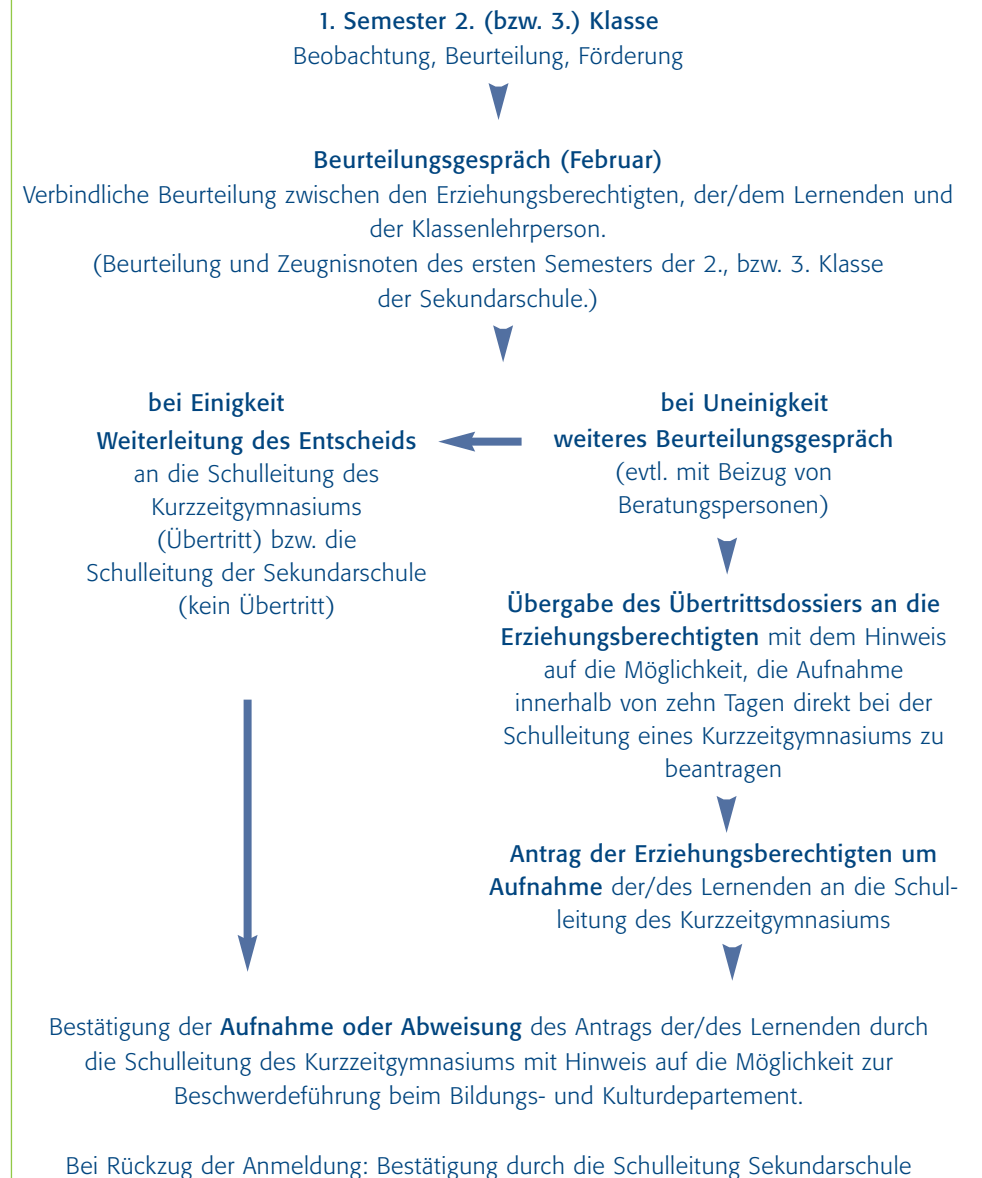 1. Semester 2. (bzw. 3.) Klasse
Beobachtung, Beurteilung, Förderung
Beurteilungsgespräch (Februar)
Verbindliche Beurteilung zwischen den Erziehungsberechtigten, der/dem Lernenden und
der Klassenlehrperson.
(Beurteilung und Zeugnisnoten des ersten Semesters der 2., bzw. 3. Klasse
der Sekundarschule.)
bei Einigkeit
Weiterleitung des Entscheids
an die Schulleitung des
Kurzzeitgymnasiums
(Übertritt) bzw. die
Schulleitung der Sekundarschule
(kein Übertritt)
bei Uneinigkeit
weiteres Beurteilungsgespräch
(evtl. mit Beizug von
Beratungspersonen)
Übergabe des Übertrittsdossiers an die
Erziehungsberechtigten mit dem Hinweis
auf die Möglichkeit, die Aufnahme
innerhalb von zehn Tagen direkt bei der
Schulleitung eines Kurzzeitgymnasiums zu
beantragen
Antrag der Erziehungsberechtigten um
Aufnahme der/des Lernenden an die Schul-
leitung des Kurzzeitgymnasiums
Bestätigung der Aufnahme oder Abweisung des Antrags der/des Lernenden durch
die Schulleitung des Kurzzeitgymnasiums mit Hinweis auf die Möglichkeit zur
Beschwerdeführung beim Bildungs- und Kulturdepartement.
Bei Rückzug der Anmeldung: Bestätigung durch die Schulleitung Sekundarschule